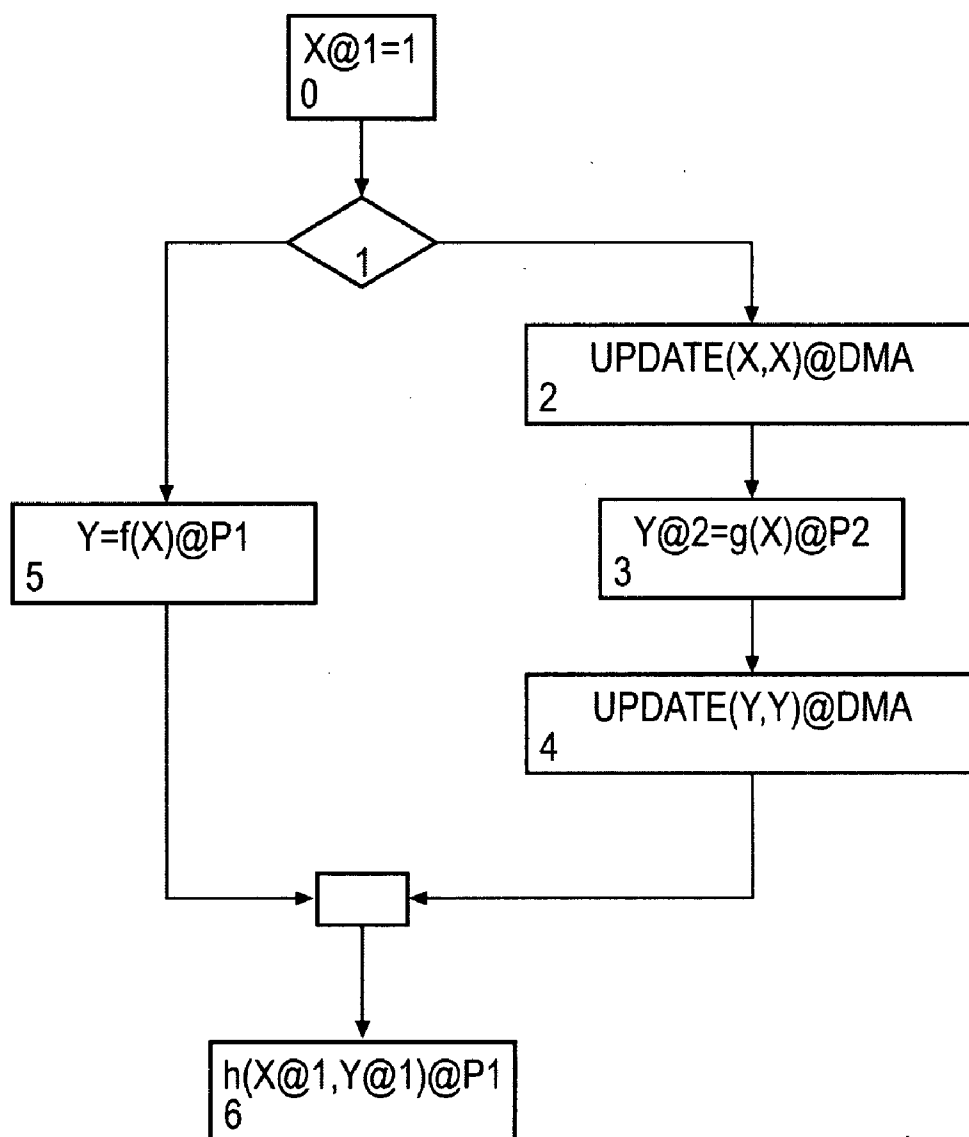 X@1=1
0
1
UPDATE(X,X)@DMA
2
Y=f(X)@P1
5
Y@2=g(X)@P2
3
UPDATE(Y,Y)@DMA
4
h(X@1,Y@1)@P1
6